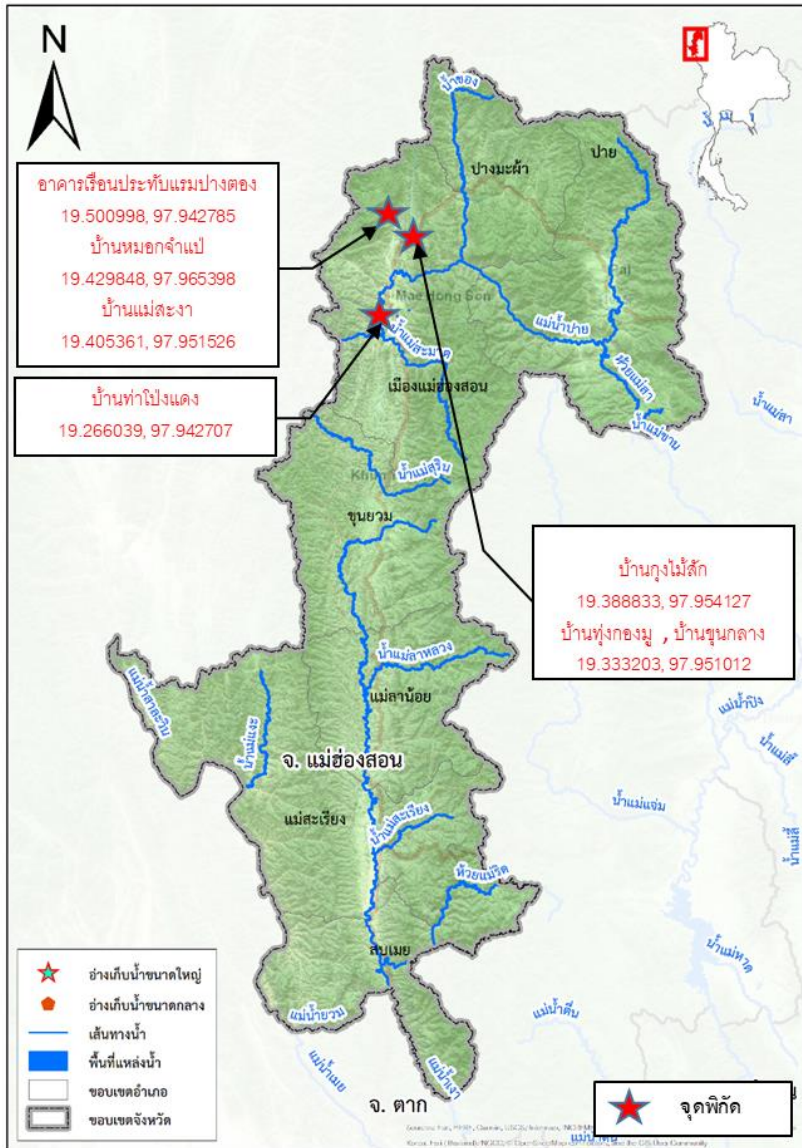 N
น้ำของ
ปางมะผ้า
ปาย
อาคารเรือนประทับแรมปางตอง
19.500998, 97.942785
บ้านหมอกจำแป่
19.429848, 97.965398
บ้านแม่สะงา
19.405361, 97.951526
Mae Hong Son
แม่น้ำปาย
น้ำแม่สะมาด
ห้วยแม่สา
เมืองแม่ฮ่องสอน
น้ำแม่สา
น้ำแม่ขาน
บ้านท่าโป่งแดง
19.266039, 97.942707
น้ำแม่สุริน
ขุนยวม
บ้านกุงไม้สัก
19.388833, 97.954127
บ้านทุ่งกองมู , บ้านขุนกลาง
19.333203, 97.951012
น้ำแม่ลาหลวง
แม่ลาน้อย
แม่น้ำสาละวิน
น้ำแม่แงะ
จ. แม่ฮ่องสอน
แม่น้ำปิง
น้ำแม่ลี้
น้ำแม่แจ่ม
แม่สะเรียง
น้ำแม่สะเรียง
น้ำแม่ลี้
ห้วยแม่ริด
สบเมย
น้ำแม่หาด
แม่น้ำยวม
แม่น้ำตื่น
แม่น้ำเมย
แม่น้ำเงา
จ. ตาก
อ่างเก็บน้ำขนาดใหญ่
อ่างเก็บน้ำขนาดกลาง
เส้นทางน้ำ
พื้นที่แหล่งน้ำ
ขอบเขตอำเภอ
ขอบเขตจังหวัด
จุดพิกัด